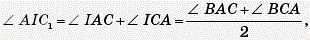 ∠ AIC₁ = ∠ IAC + ∠ ICA = (∠ BAC + ∠ BCA) / 2 ,